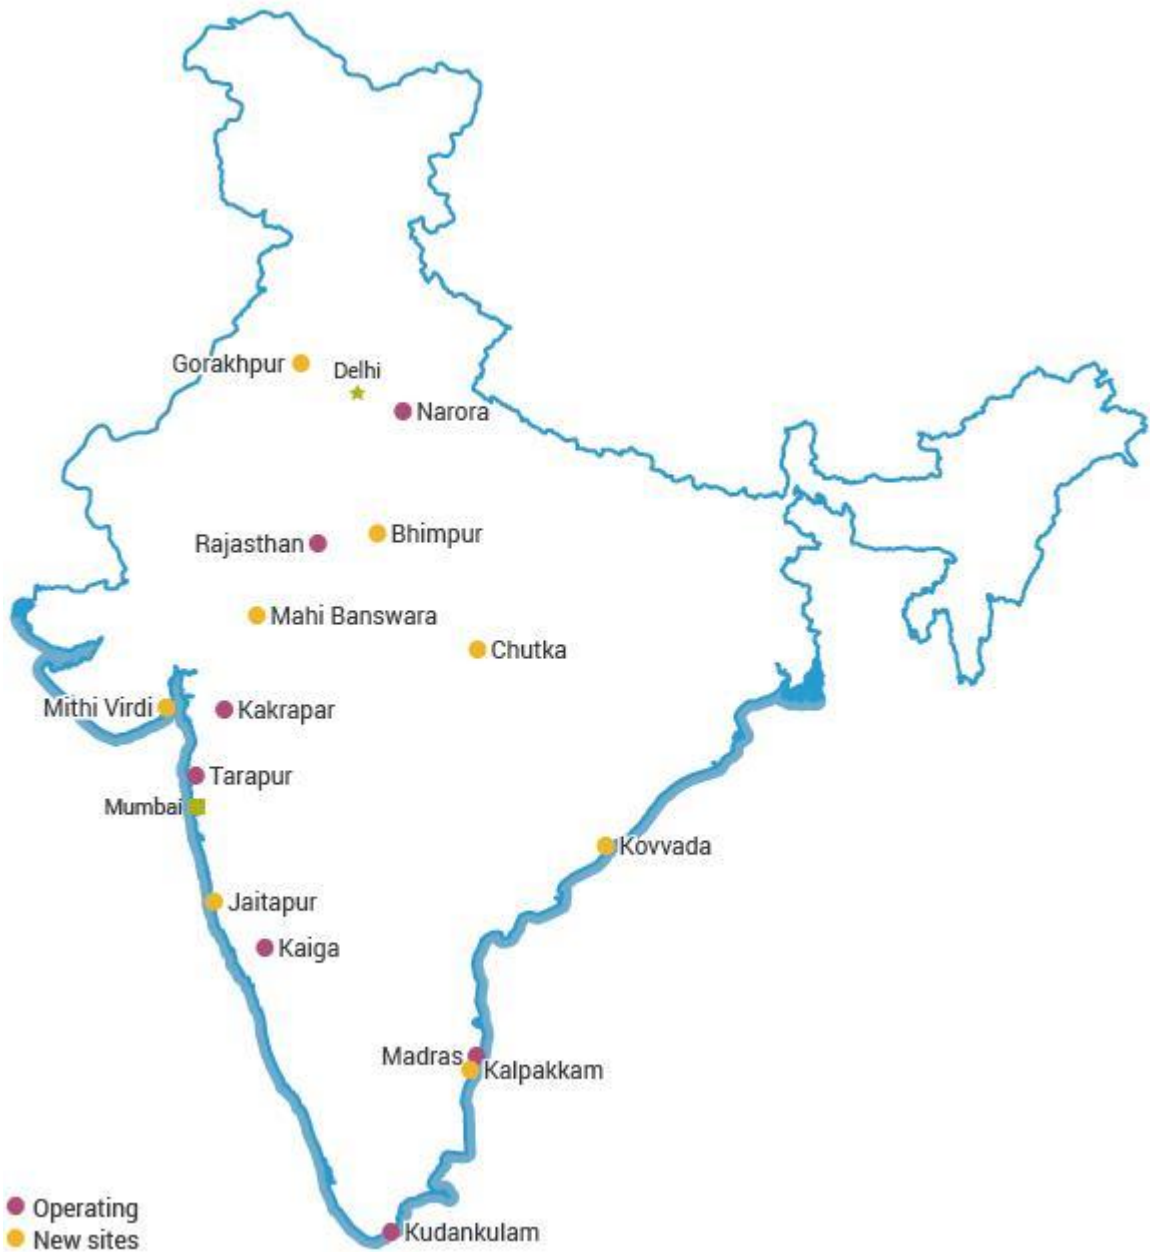 Gorakhpur
Delhi
Narora
Bhimpur
Rajasthan
Mahi Banswara
Chutka
Mithi Virdi
Kakrapar
Tarapur
Mumbai
Kovvada
Jaitapur
Kaiga
Madras
Kalpakkam
Operating
Kudankulam
New sites